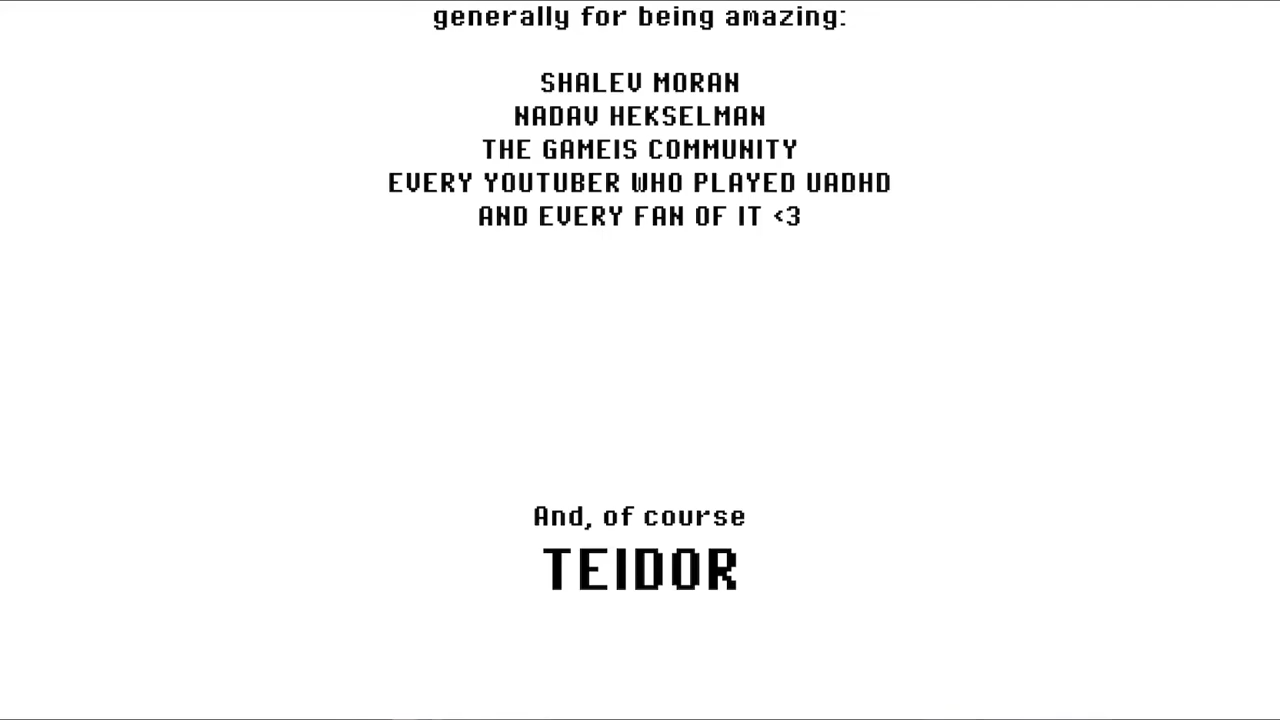 generally for being amazing:
SHALEV MORAN
NADAV HEKSELMAN
THE GAMEIS COMMUNITY
EVERY YOUTUBER WHO PLAYED UADHD
AND EVERY FAN OF IT <3
And, of course
TEIDOR